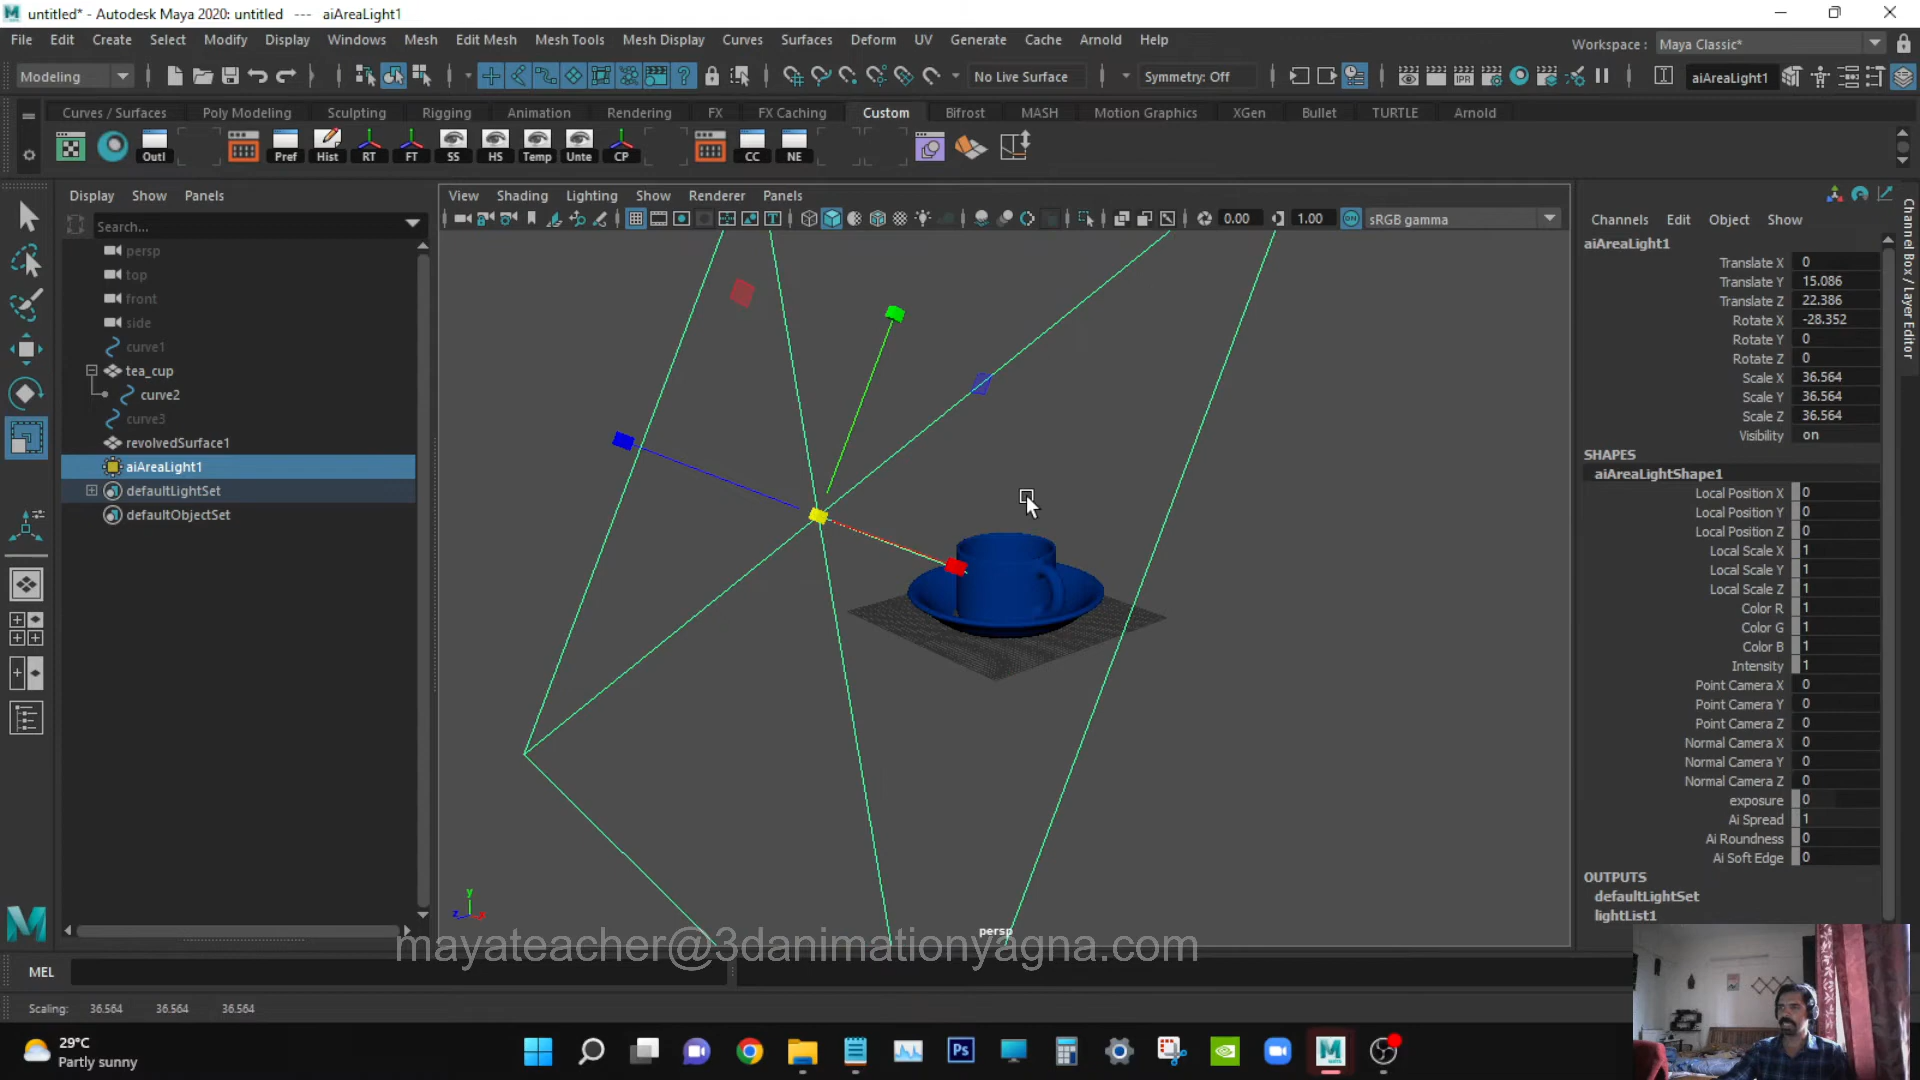 untitled* - Autodesk Maya 2020: untitled --- aiAreaLight1
File Edit Create Select Modify Display Windows Mesh Edit Mesh Mesh Tools Mesh Display Curves Surfaces Deform UV Generate Cache Arnold Help
Workspace : Maya Classic*
Modeling No Live Surface Symmetry: Off aiAreaLight1
Curves / Surfaces Poly Modeling Sculpting Rigging Animation Rendering FX FX Caching Custom Bifrost MASH Motion Graphics XGen Bullet TURTLE Arnold
Outl Pref Hist RT FT SS HS Temp Unte CP CC NE
Display Show Panels
Search...
persp
top
front
side
curve1
tea_cup
curve2
curve3
revolvedSurface1
aiAreaLight1
defaultLightSet
defaultObjectSet
View Shading Lighting Show Renderer Panels
0.00 1.00 ON sRGB gamma
persp
y
z x
Channels Edit Object Show
aiAreaLight1
Translate X 0
Translate Y 15.086
Translate Z 22.386
Rotate X -28.352
Rotate Y 0
Rotate Z 0
Scale X 36.564
Scale Y 36.564
Scale Z 36.564
Visibility on
SHAPES
aiAreaLightShape1
Local Position X 0
Local Position Y 0
Local Position Z 0
Local Scale X 1
Local Scale Y 1
Local Scale Z 1
Color R 1
Color G 1
Color B 1
Intensity 1
Point Camera X 0
Point Camera Y 0
Point Camera Z 0
Normal Camera X 0
Normal Camera Y 0
Normal Camera Z 0
exposure 0
Ai Spread 1
Ai Roundness 0
Ai Soft Edge 0
OUTPUTS
defaultLightSet
lightList1
Channel Box / Layer Editor
mayateacher@3danimationyagna.com
MEL
Scaling: 36.564 36.564 36.564
29°C
Partly sunny
Ps